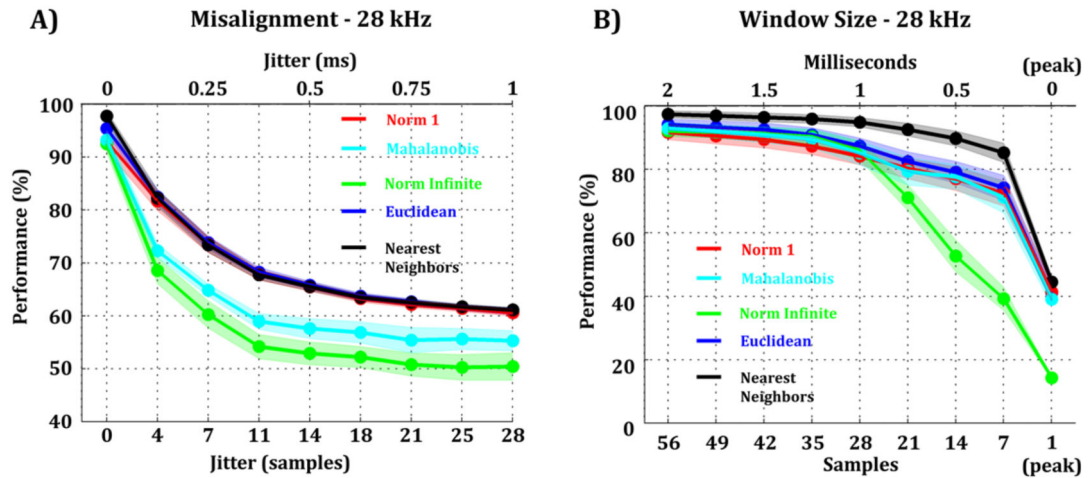 A)
Misalignment - 28 kHz
Jitter (ms)
0 0.25 0.5 0.75 1
100
90
80
70
60
50
40
Performance (%)
Norm 1
Mahalanobis
Norm Infinite
Euclidean
Nearest
Neighbors
0 4 7 11 14 18 21 25 28
Jitter (samples)
B)
Window Size - 28 kHz
Milliseconds
(peak)
2 1.5 1 0.5 0
100
80
60
40
20
0
Performance (%)
Norm 1
Mahalanobis
Norm Infinite
Euclidean
Nearest
Neighbors
56 49 42 35 28 21 14 7 1
Samples
(peak)